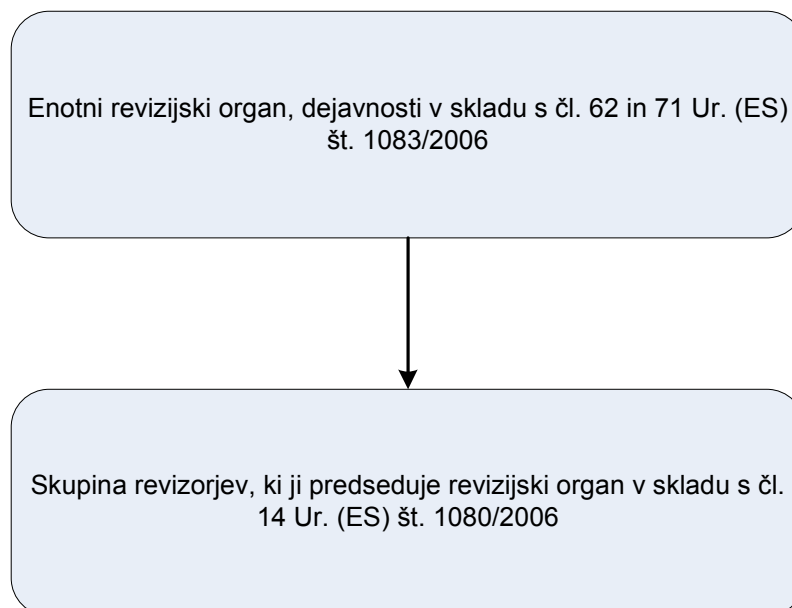 Enotni revizijski organ, dejavnosti v skladu s čl. 62 in 71 Ur. (ES)
št. 1083/2006
Skupina revizorjev, ki ji predseduje revizijski organ v skladu s čl.
14 Ur. (ES) št. 1080/2006